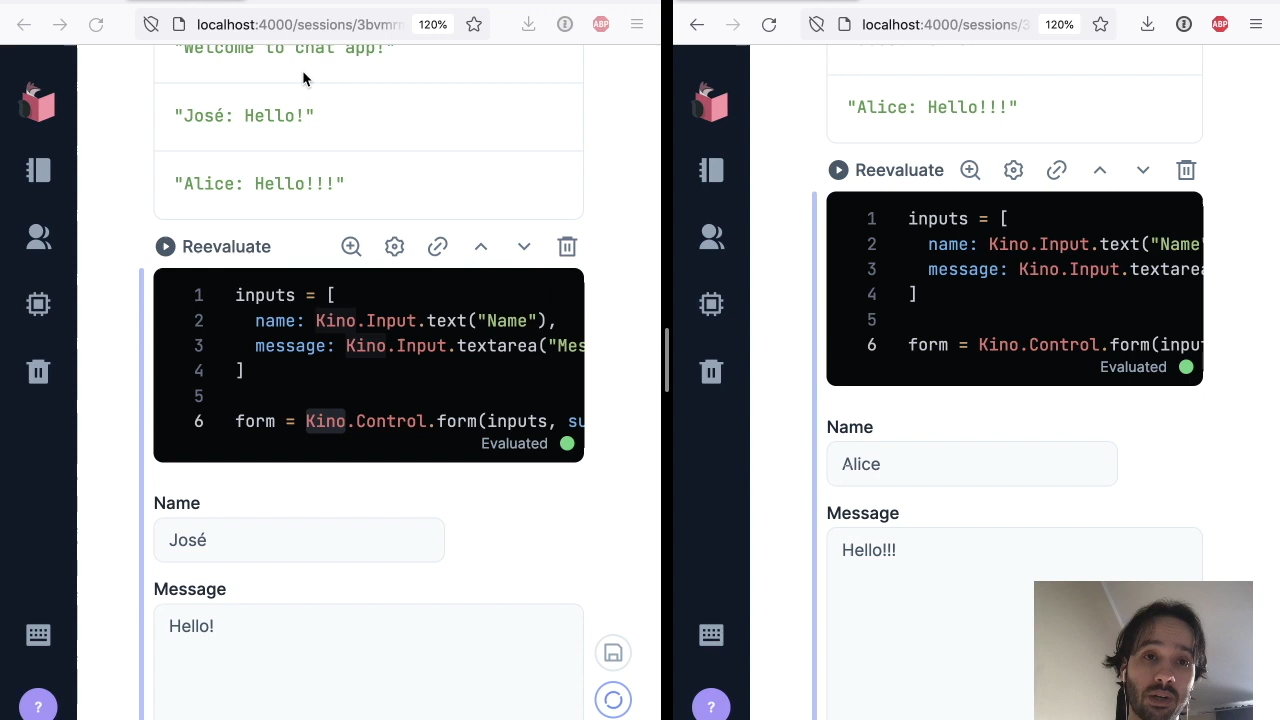 localhost:4000/sessions/3bvmrn
120%
ABP
"Welcome to chat app!"
"José: Hello!"
"Alice: Hello!!!"
Reevaluate
1 inputs = [
2 name: Kino.Input.text("Name"),
3 message: Kino.Input.textarea("Mes
4 ]
5
6 form = Kino.Control.form(inputs, su
Evaluated
Name
José
Message
Hello!
?
localhost:4000/sessions/3
120%
ABP
"Alice: Hello!!!"
Reevaluate
1 inputs = [
2 name: Kino.Input.text("Name"
3 message: Kino.Input.textarea
4 ]
5
6 form = Kino.Control.form(input
Evaluated
Name
Alice
Message
Hello!!!
?